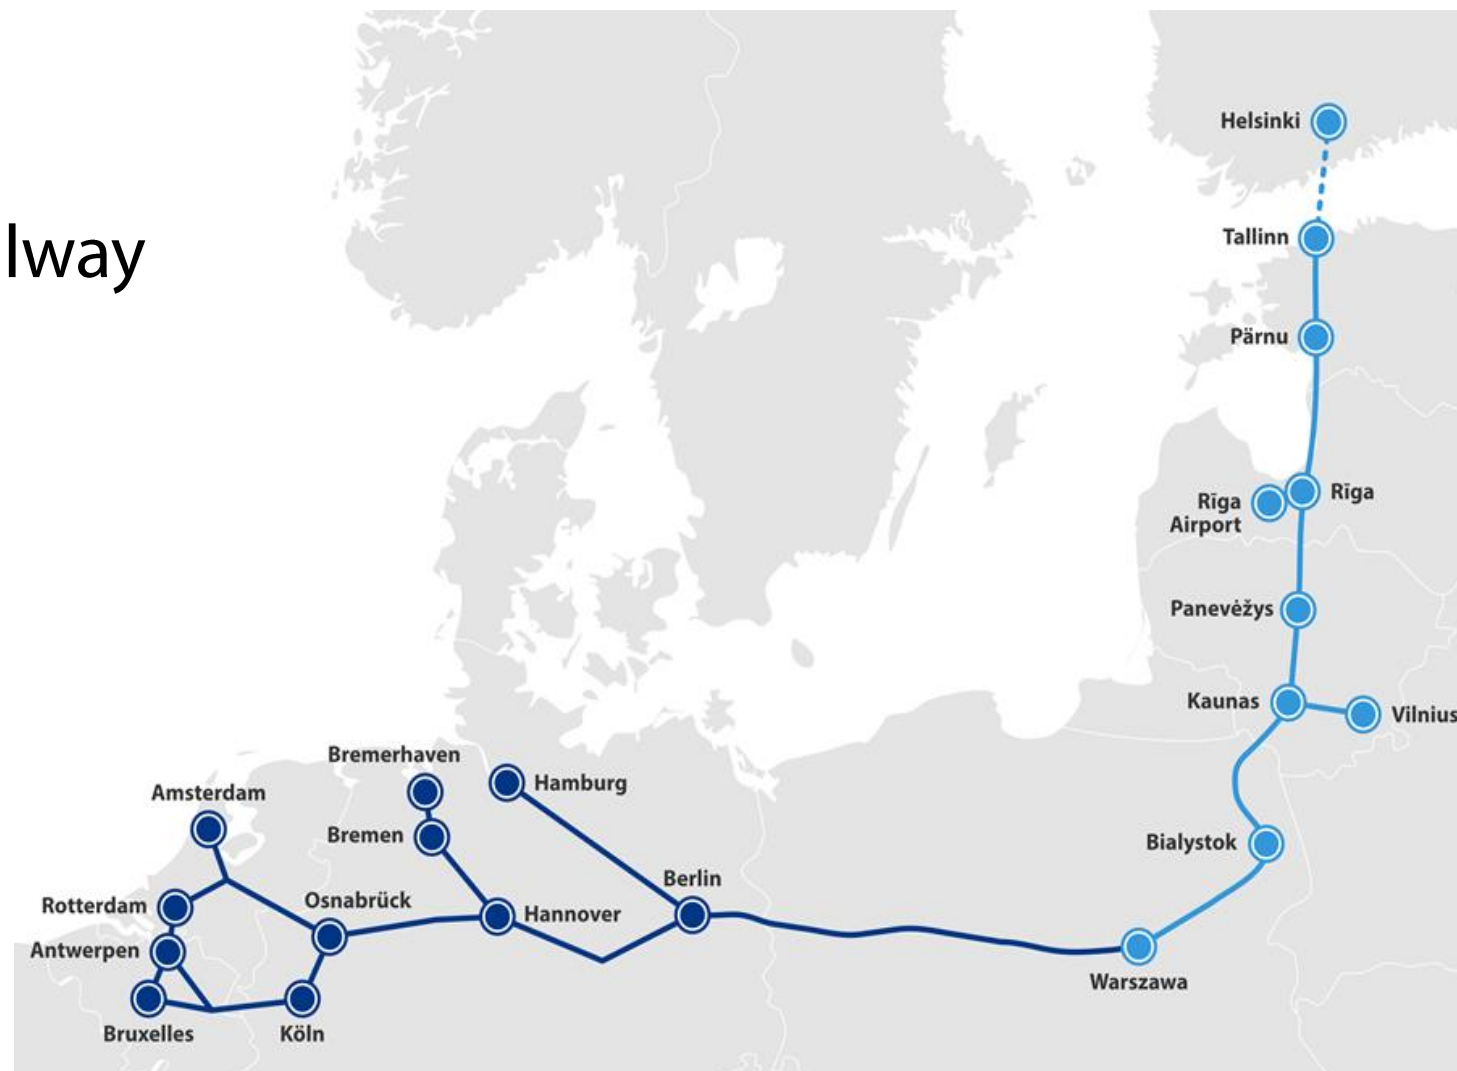 lway
Helsinki
Tallinn
Pärnu
Rīga
Rīga
Airport
Panevėžys
Kaunas
Vilnius
Bialystok
Warszawa
Bremerhaven
Hamburg
Amsterdam
Bremen
Berlin
Osnabrück
Rotterdam
Hannover
Antwerpen
Bruxelles
Köln